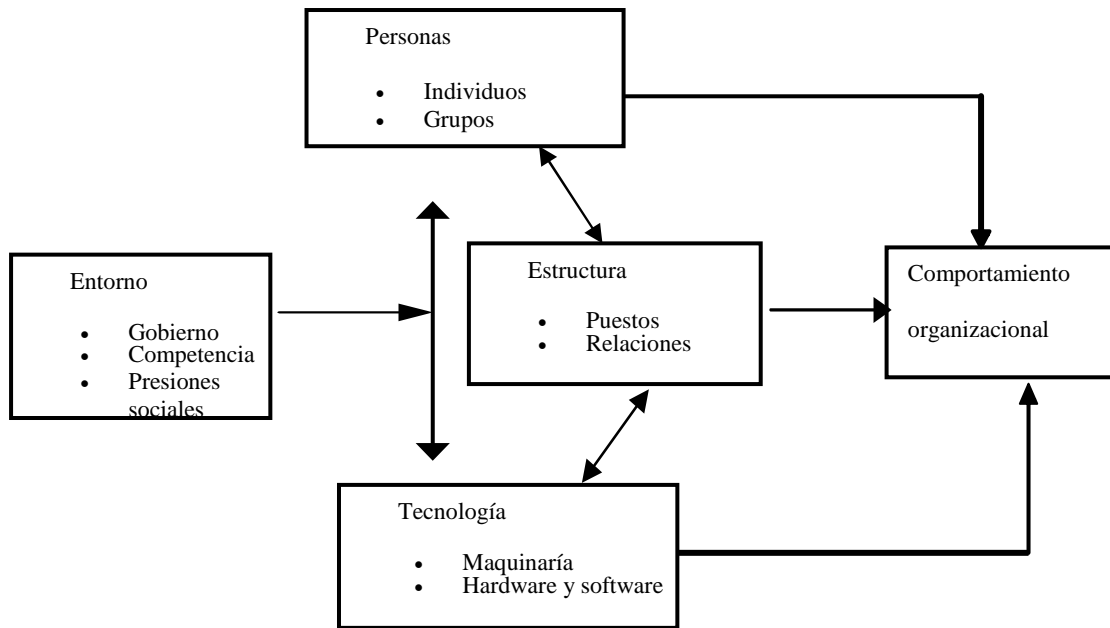 Personas
• Individuos
• Grupos
Entorno
• Gobierno
• Competencia
• Presiones
sociales
Estructura
• Puestos
• Relaciones
Comportamiento
organizacional
Tecnología
• Maquinaría
• Hardware y software